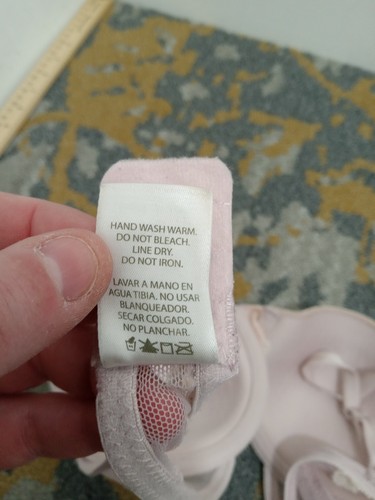 HAND WASH WARM.
DO NOT BLEACH.
LINE DRY.
DO NOT IRON.
LAVAR A MANO EN
AGUA TIBIA. NO USAR
BLANQUEADOR.
SECAR COLGADO.
NO PLANCHAR.